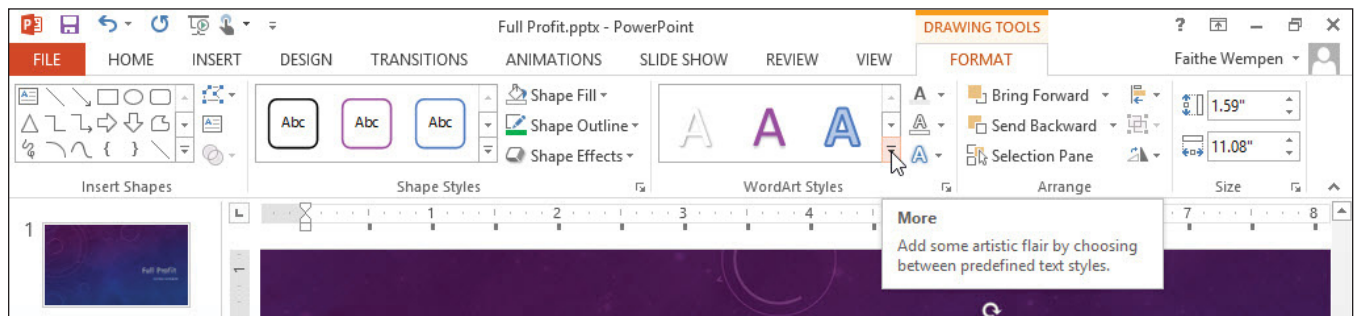 Full Profit.pptx - PowerPoint
DRAWING TOOLS
?
FILE HOME INSERT DESIGN TRANSITIONS ANIMATIONS SLIDE SHOW REVIEW VIEW FORMAT Faithe Wempen
Abc Abc Abc
Shape Fill
Shape Outline
Shape Effects
A A A
A
A
A
Bring Forward
Send Backward
Selection Pane
1.59"
11.08"
Insert Shapes Shape Styles WordArt Styles Arrange Size
1 1 2 3 4 7 8
More
Add some artistic flair by choosing
between predefined text styles.
Full Profit
1